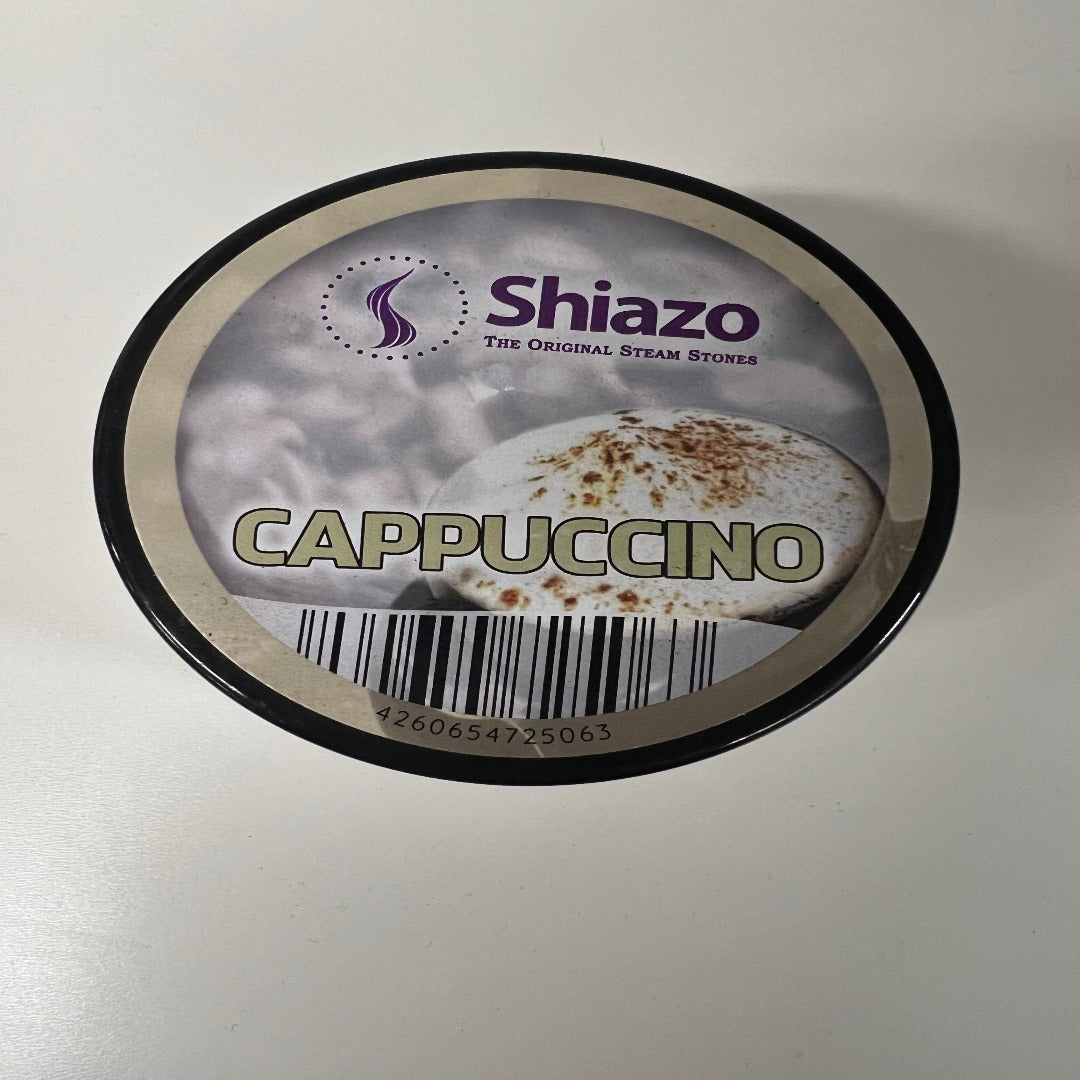 Shiazo
The Original Steam Stones
CAPPUCCINO
4260654725063